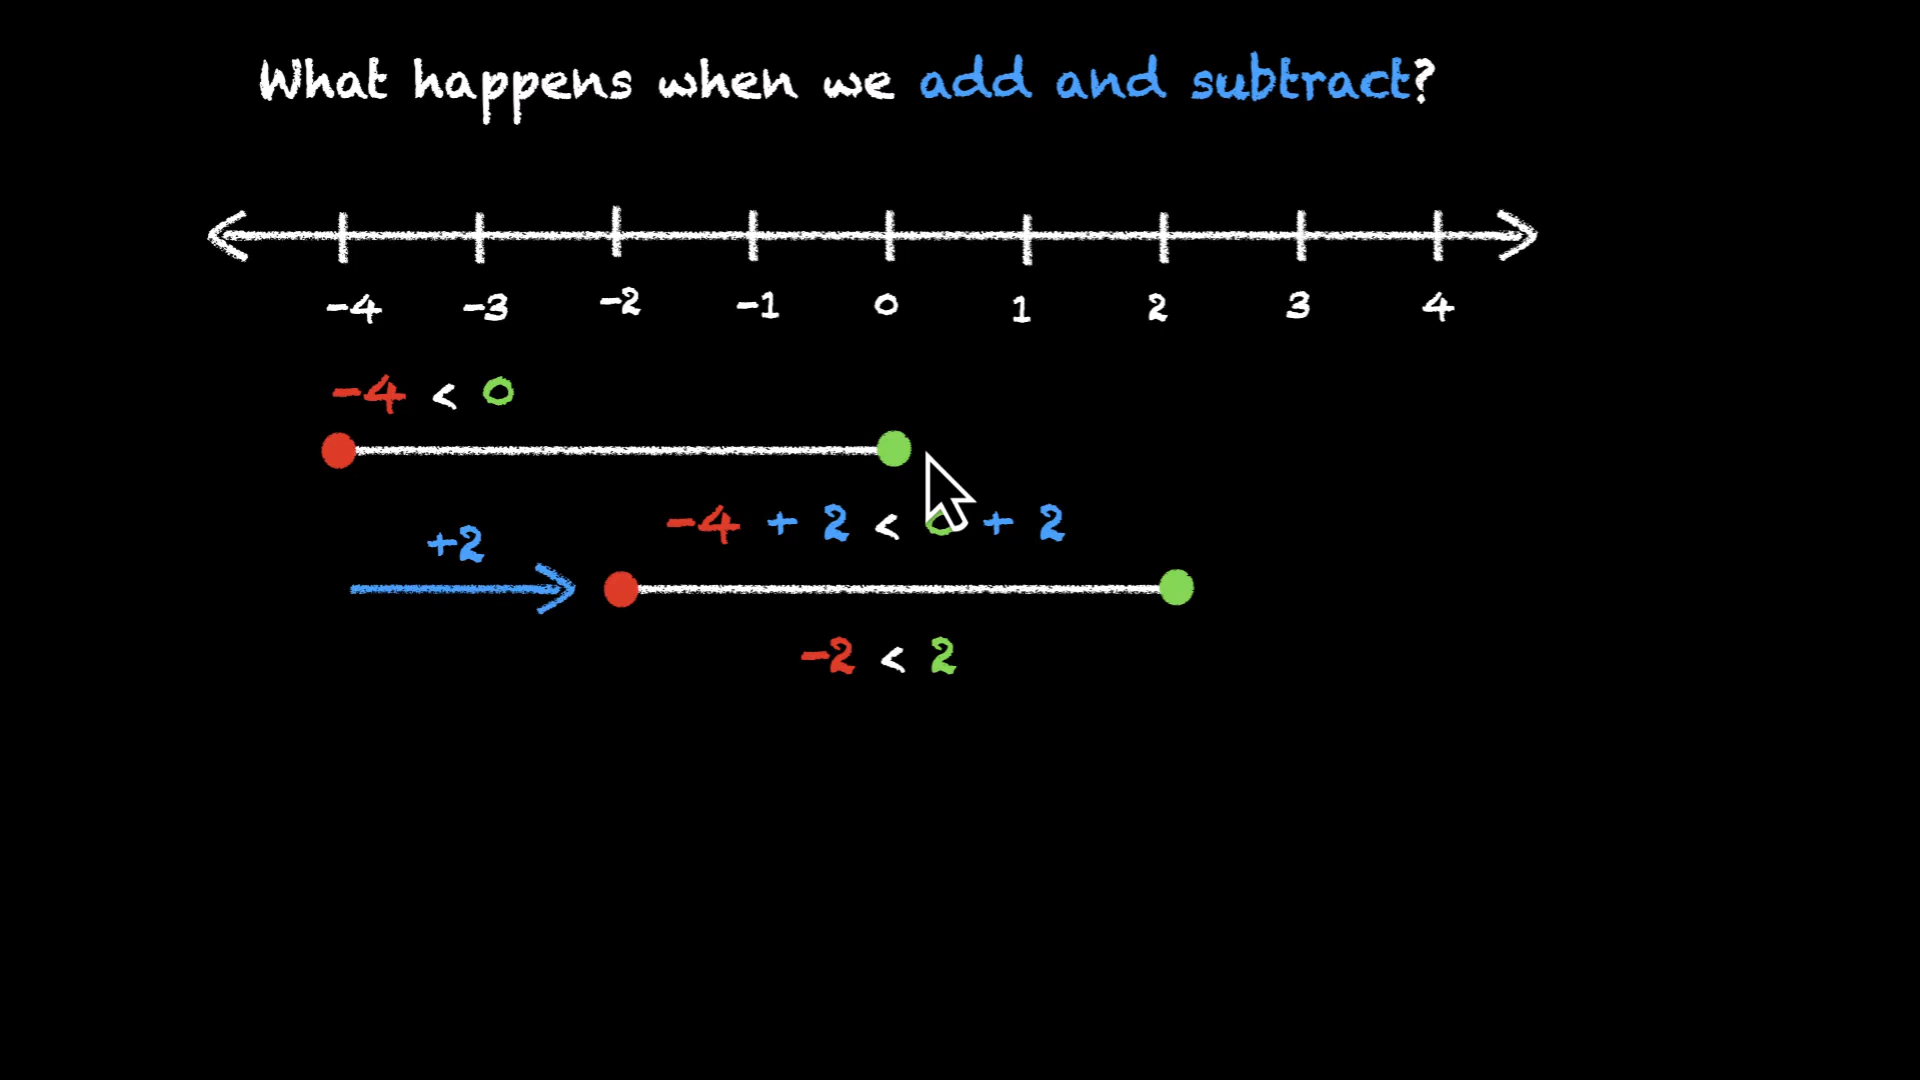 What happens when we add and subtract?
-4 -3 -2 -1 0 1 2 3 4
-4 < 0
-4 + 2 < 0 + 2
+2
-2 < 2